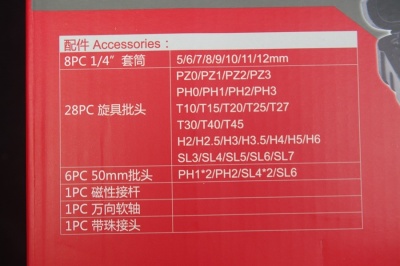 配件 Accessories：
8PC 1/4″ 套筒 5/6/7/8/9/10/11/12mm
28PC 旋具批头 PZ0/PZ1/PZ2/PZ3
PH0/PH1/PH2/PH3
T10/T15/T20/T25/T27
T30/T40/T45
H2/H2.5/H3/H3.5/H4/H5/H6
SL3/SL4/SL5/SL6/SL7
6PC 50mm批头 PH1*2/PH2/SL4*2/SL6
1PC 磁性接杆
1PC 万向软轴
1PC 带珠接头